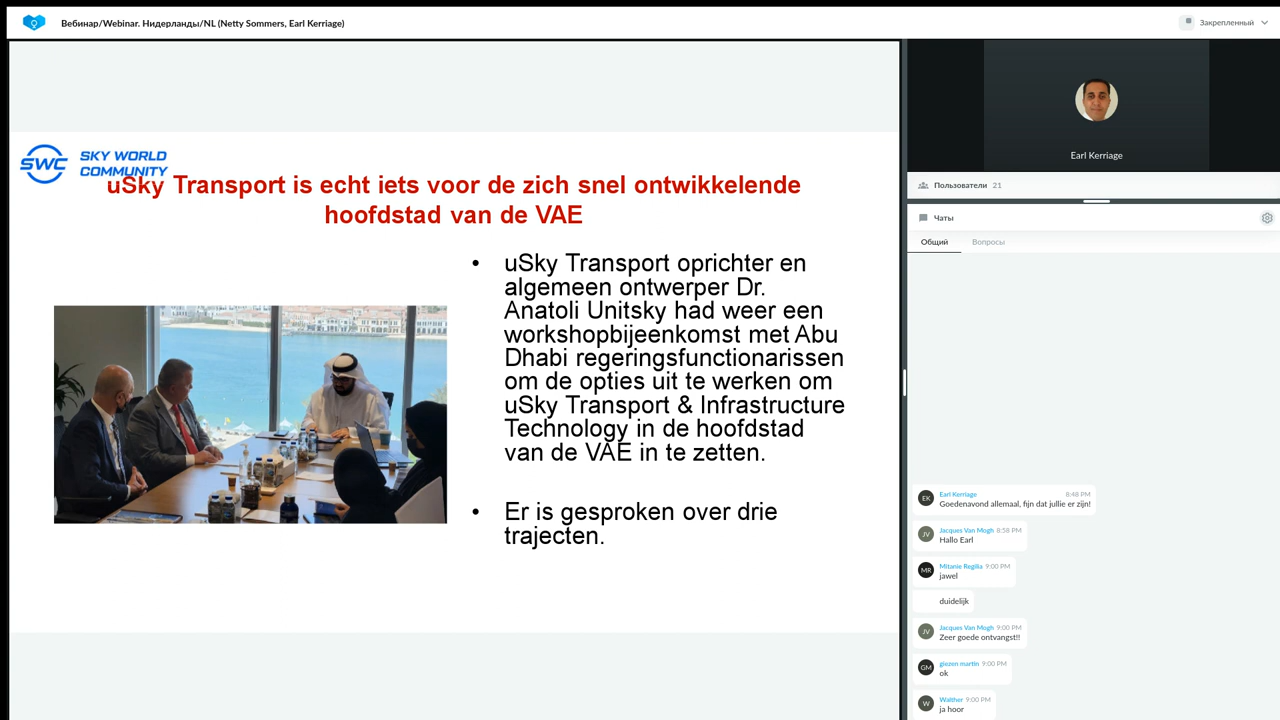 Вебинар/Webinar. Нидерланды/NL (Netty Sommers, Earl Kerriage)
Закрепленный
SWC SKY WORLD
COMMUNITY
uSky Transport is echt iets voor de zich snel ontwikkelende
hoofdstad van de VAE
• uSky Transport oprichter en
algemeen ontwerper Dr.
Anatoli Unitsky had weer een
workshopbijeenkomst met Abu
Dhabi regeringsfunctionarissen
om de opties uit te werken om
uSky Transport & Infrastructure
Technology in de hoofdstad
van de VAE in te zetten.
• Er is gesproken over drie
trajecten.
Earl Kerriage
Пользователи 21
Чаты
Общий Вопросы
EK Earl Kerriage 8:48 PM
Goedenavond allemaal, fijn dat jullie er zijn!
JV Jacques Van Mogh 8:58 PM
Hallo Earl
MR Mitanie Regilia 9:00 PM
jawel
duidelijk
JV Jacques Van Mogh 9:00 PM
Zeer goede ontvangst!!
GM giezen martin 9:00 PM
ok
W Walther 9:00 PM
ja hoor